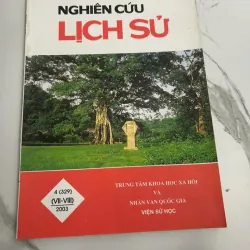 NGHIÊN CỨU
LỊCH SỬ
4 (329)
(VII-VIII)
2003
TRUNG TÂM KHOA HỌC XÃ HỘI
VÀ
NHÂN VĂN QUỐC GIA
VIỆN SỬ HỌC